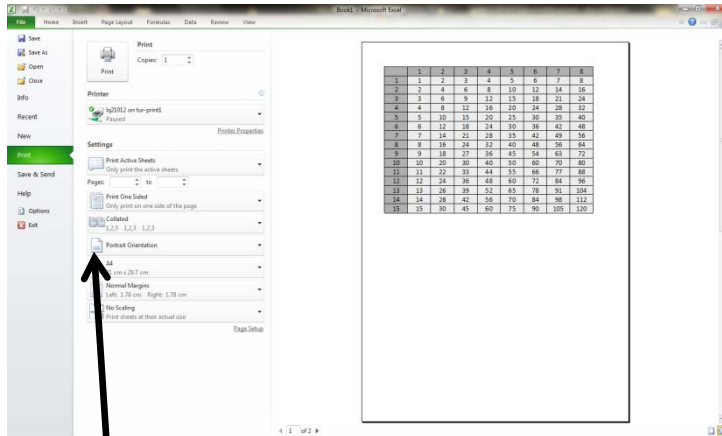 Book1 - Microsoft Excel
File Home Insert Page Layout Formulas Data Review View
Save
Save As
Open
Close
Info
Recent
New
Print
Save & Send
Help
Options
Exit
Print
Copies: 1
Print
Printer
lq21012 on tur-print1
Paused
Printer Properties
Settings
Print Active Sheets
Only print the active sheets
Pages: to
Print One Sided
Only print on one side of the page
Collated
1,2,3 1,2,3 1,2,3
Portrait Orientation
A4
cm x 29.7 cm
Normal Margins
Left: 1.78 cm Right: 1.78 cm
No Scaling
Print sheets at their actual size
Page Setup
1 2 3 4 5 6 7 8
1 1 2 3 4 5 6 7 8
2 2 4 6 8 10 12 14 16
3 3 6 9 12 15 18 21 24
4 4 8 12 16 20 24 28 32
5 5 10 15 20 25 30 35 40
6 6 12 18 24 30 36 42 48
7 7 14 21 28 35 42 49 56
8 8 16 24 32 40 48 56 64
9 9 18 27 36 45 54 63 72
10 10 20 30 40 50 60 70 80
11 11 22 33 44 55 66 77 88
12 12 24 36 48 60 72 84 96
13 13 26 39 52 65 78 91 104
14 14 28 42 56 70 84 98 112
15 15 30 45 60 75 90 105 120
1 of 2